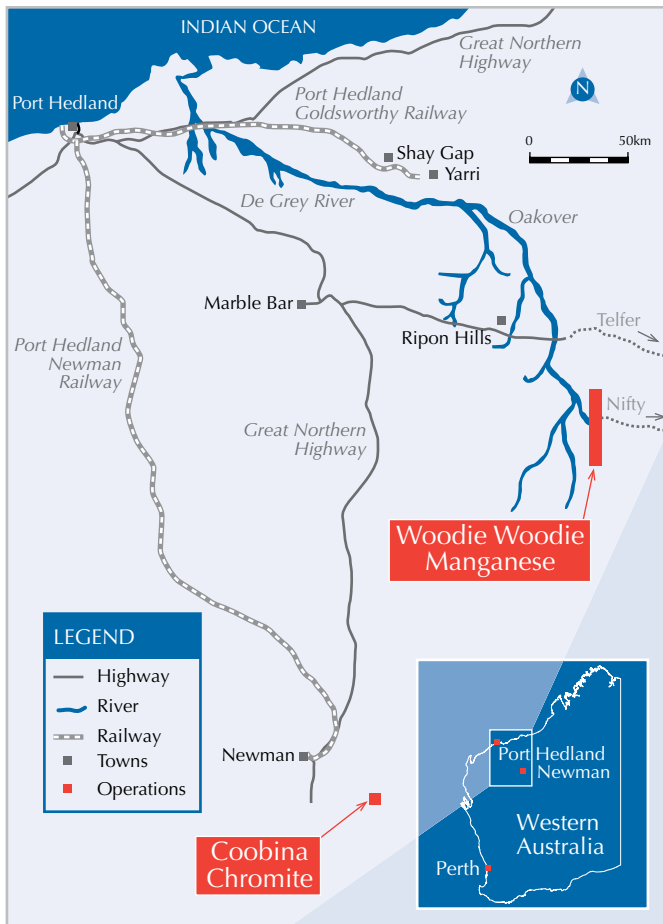 INDIAN OCEAN
Great Northern
Highway
Port Hedland
Port Hedland
Goldsworthy Railway
N
0 50km
Shay Gap
Yarri
De Grey River
Oakover
Marble Bar
Ripon Hills
Telfer
Port Hedland
Newman
Railway
Nifty
Great Northern
Highway
Woodie Woodie
Manganese
LEGEND
Highway
River
Railway
Towns
Operations
Newman
Coobina
Chromite
Port Hedland
Newman
Western
Australia
Perth